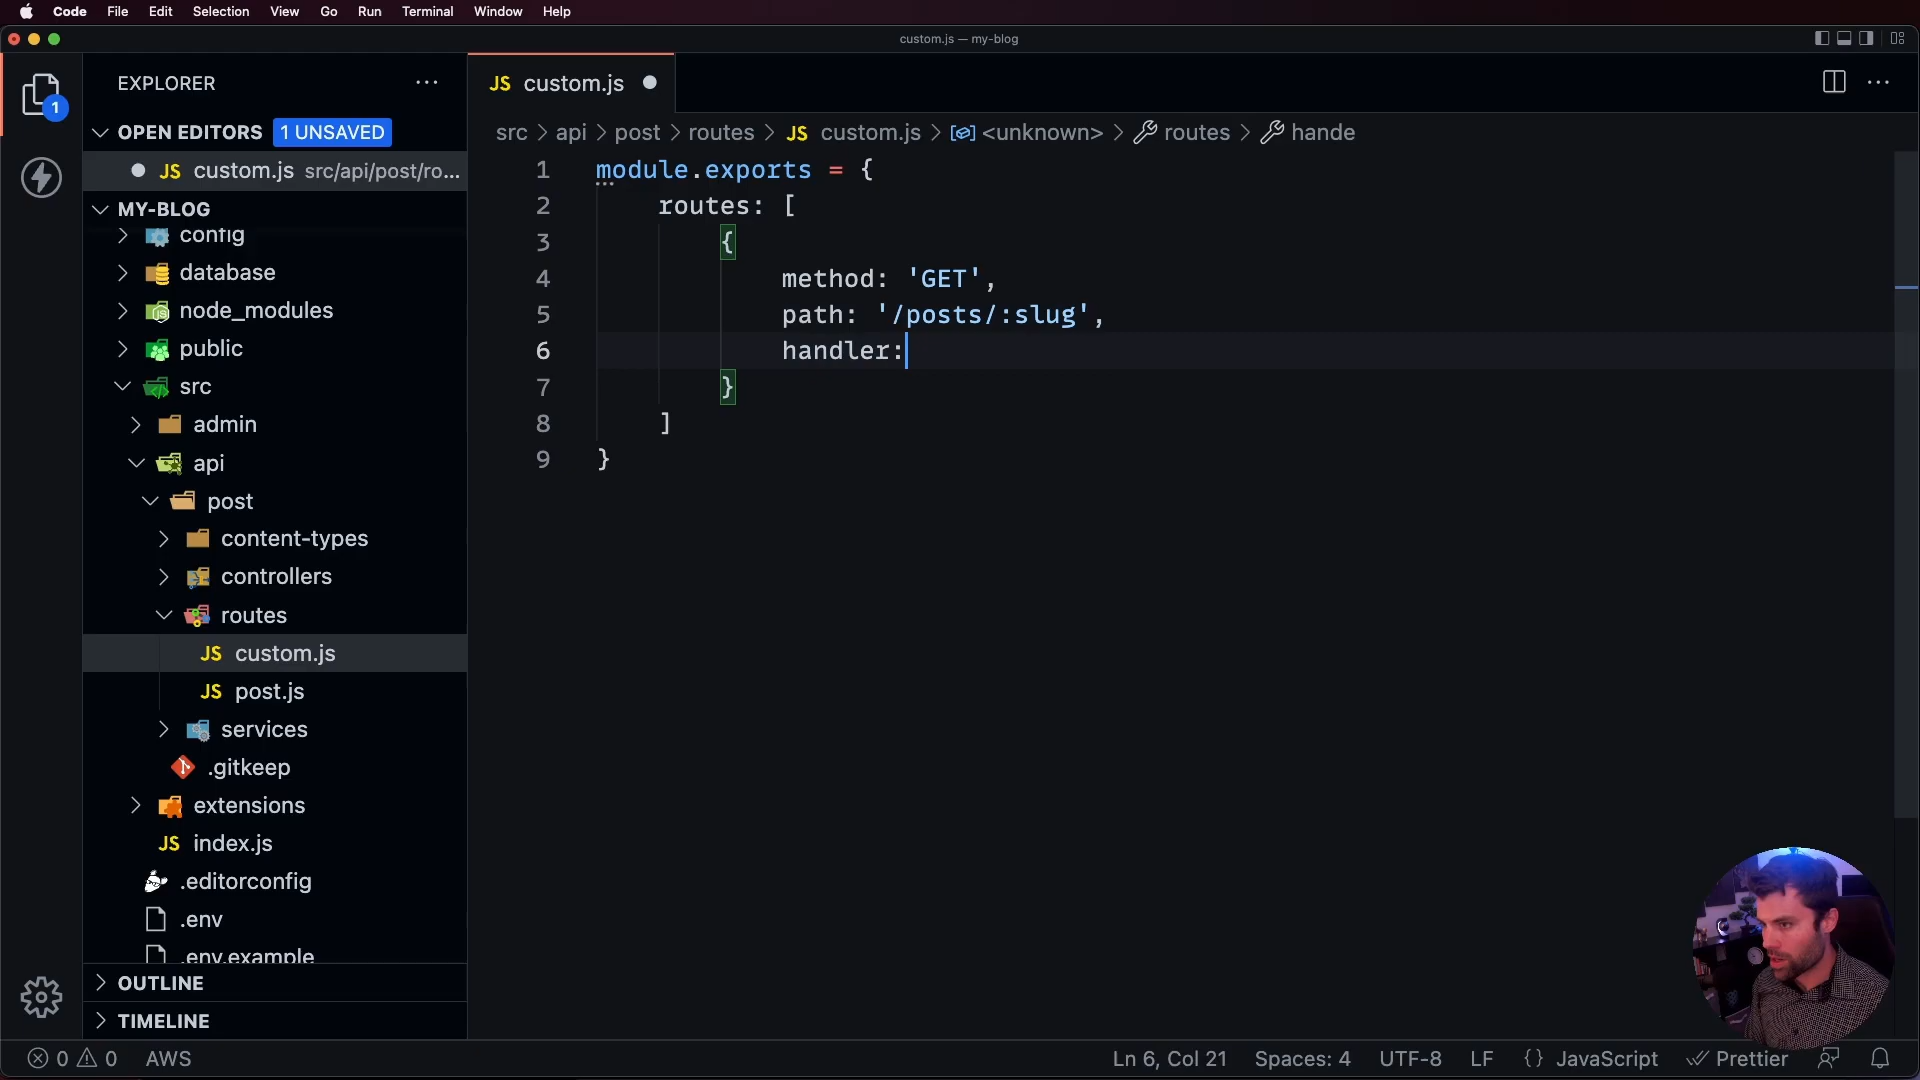 Code File Edit Selection View Go Run Terminal Window Help
custom.js — my-blog
EXPLORER
OPEN EDITORS 1 UNSAVED
JS custom.js src/api/post/ro...
MY-BLOG
config
database
node_modules
public
src
admin
api
post
content-types
controllers
routes
JS custom.js
JS post.js
services
.gitkeep
extensions
JS index.js
.editorconfig
.env
.env.example
OUTLINE
TIMELINE
1
JS custom.js
src > api > post > routes > JS custom.js > <unknown> > routes > hande
1 module.exports = {
2 routes: [
3 {
4 method: 'GET',
5 path: '/posts/:slug',
6 handler:
7 }
8 ]
9 }
0 0 AWS
Ln 6, Col 21 Spaces: 4 UTF-8 LF {} JavaScript Prettier